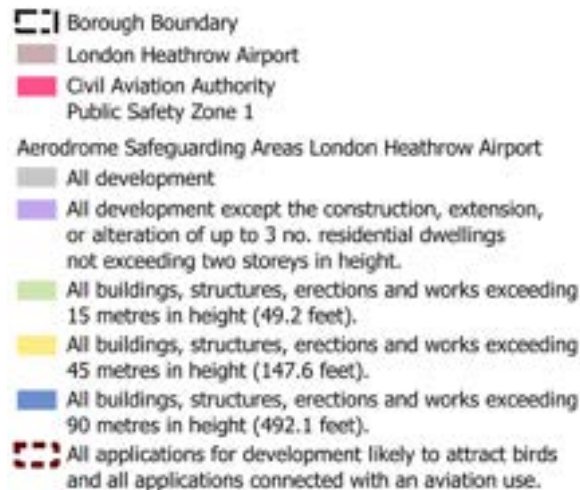 Borough Boundary
London Heathrow Airport
Civil Aviation Authority
Public Safety Zone 1
Aerodrome Safeguarding Areas London Heathrow Airport
All development
All development except the construction, extension,
or alteration of up to 3 no. residential dwellings
not exceeding two storeys in height.
All buildings, structures, erections and works exceeding
15 metres in height (49.2 feet).
All buildings, structures, erections and works exceeding
45 metres in height (147.6 feet).
All buildings, structures, erections and works exceeding
90 metres in height (492.1 feet).
All applications for development likely to attract birds
and all applications connected with an aviation use.